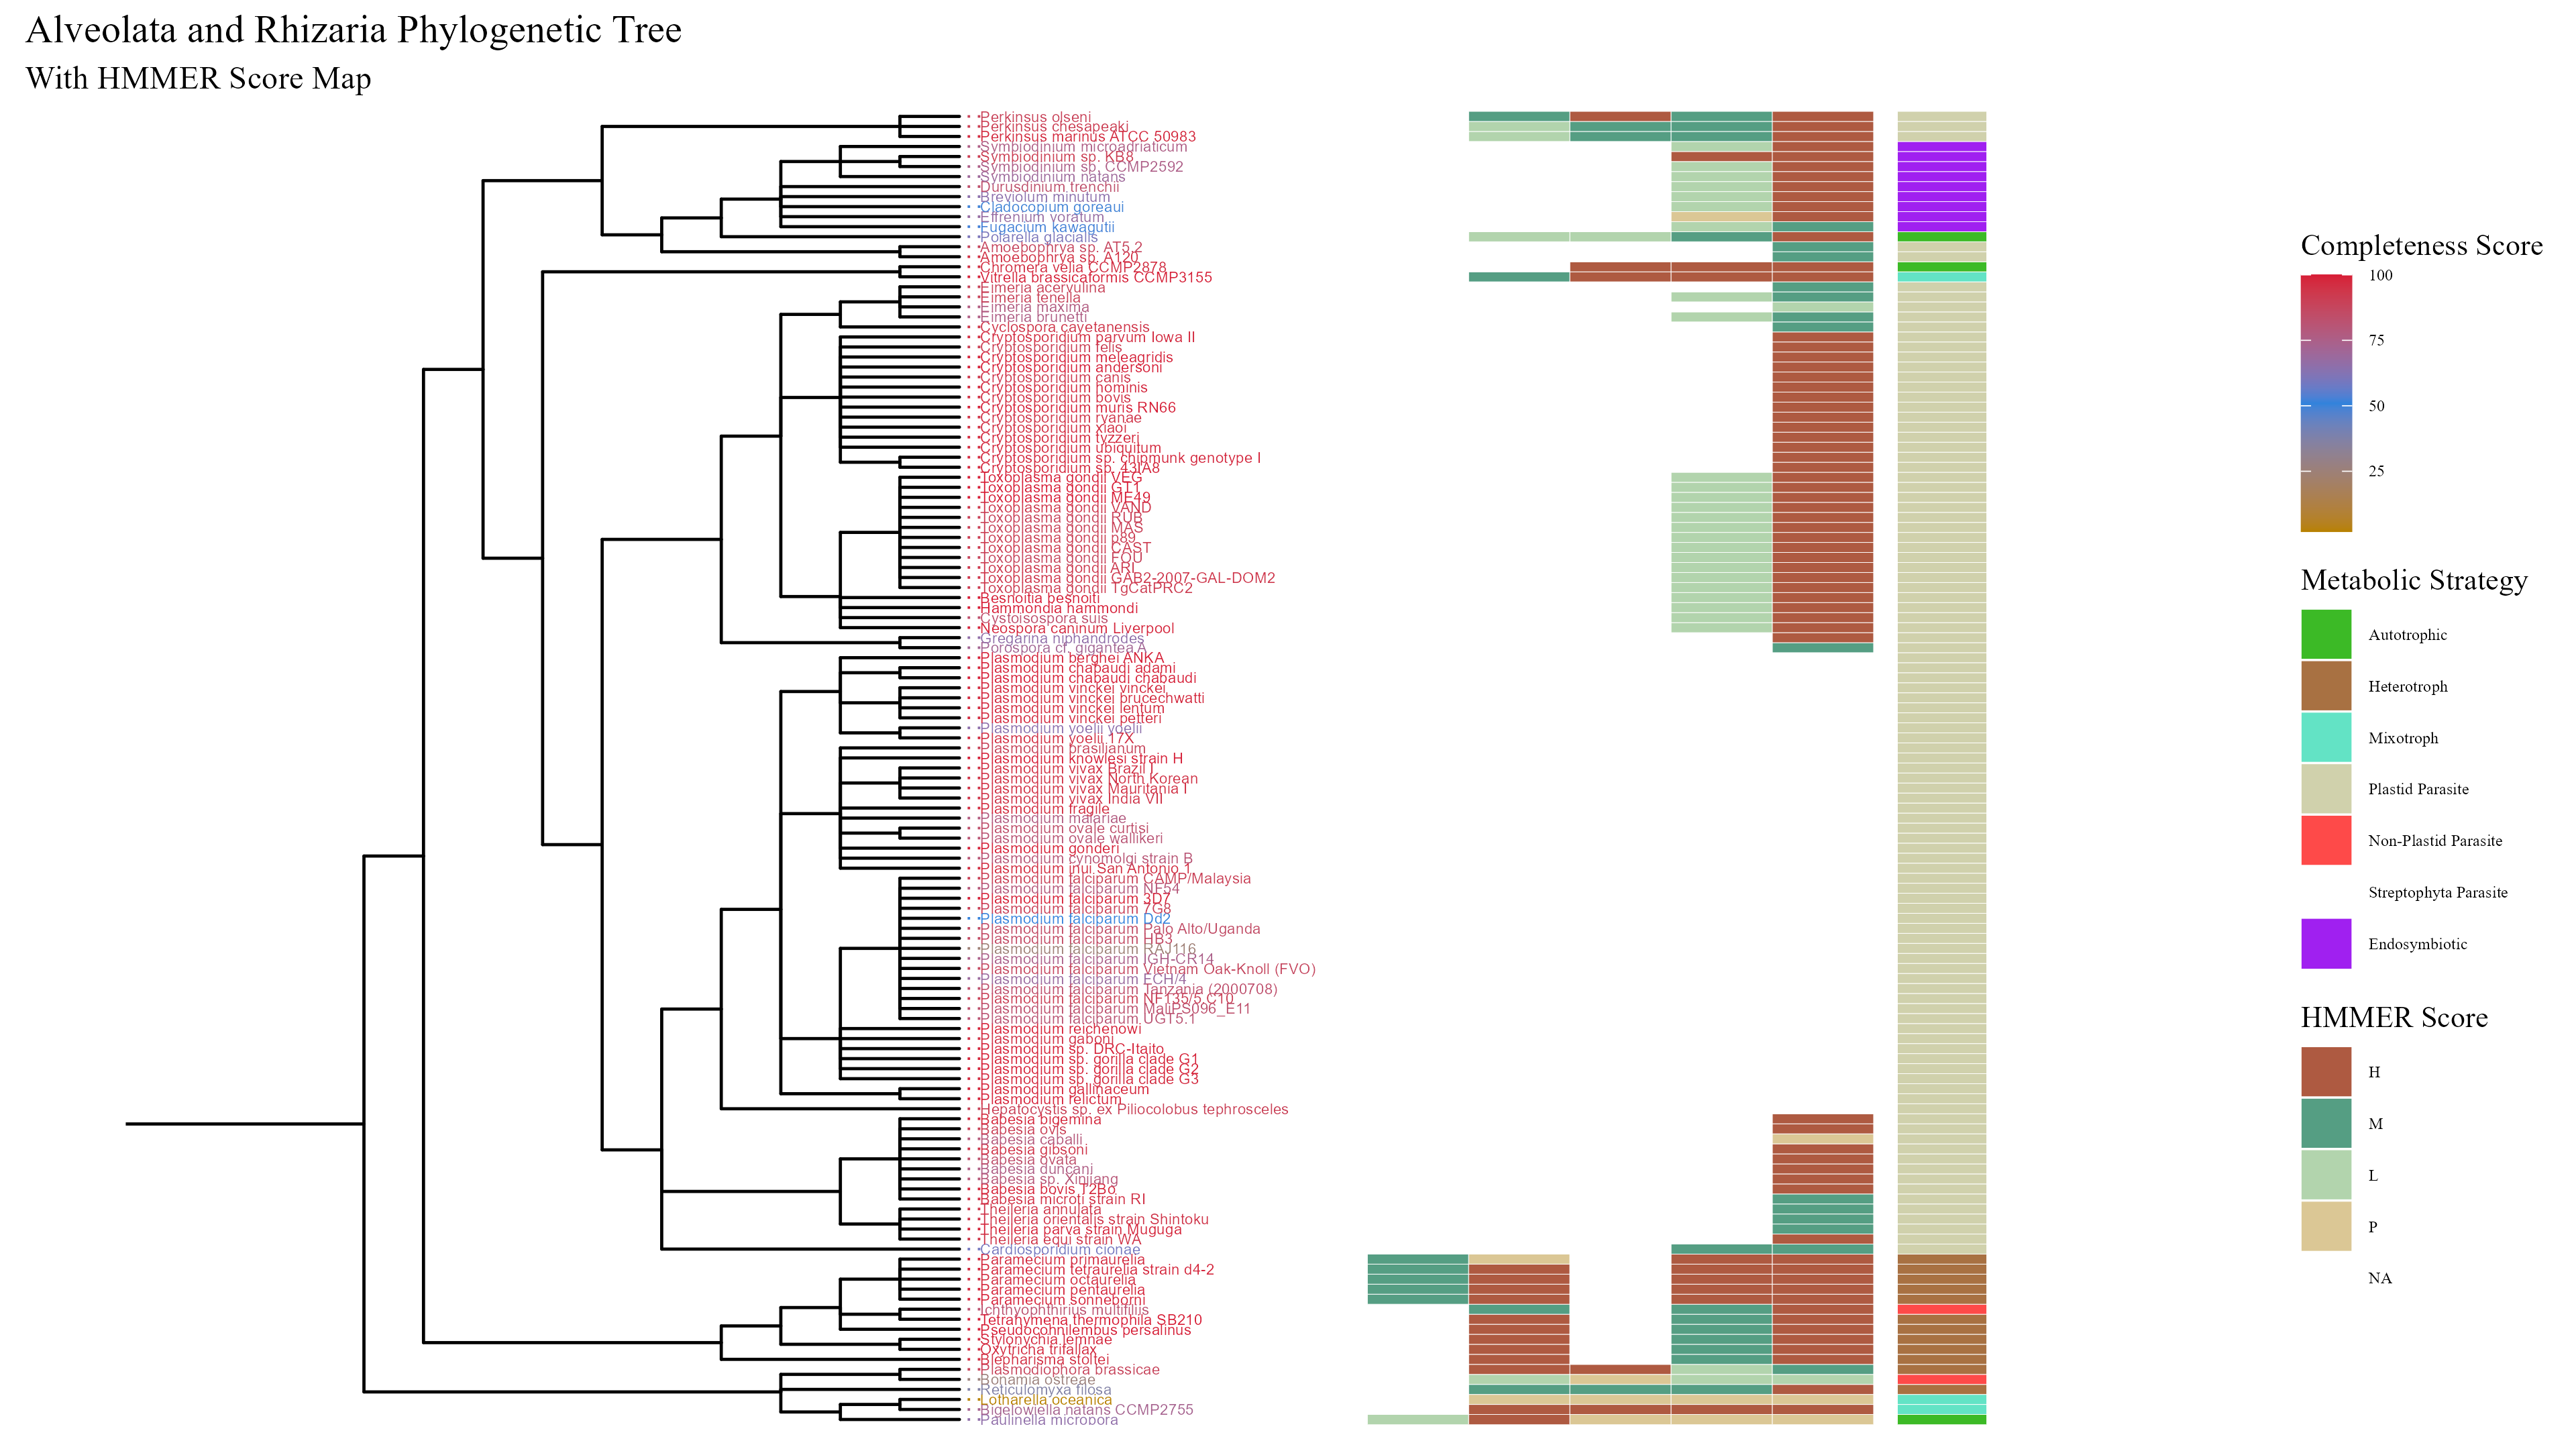 Alveolata and Rhizaria Phylogenetic Tree
With HMMER Score Map
Perkinsus olseni
Perkinsus chesapeaki
Perkinsus marinus ATCC 50983
Symbiodinium microadriaticum
Symbiodinium sp. KB8
Symbiodinium sp. CCMP2592
Symbiodinium natans
Durusdinium trenchii
Breviolum minutum
Cladocopium goreaui
Effrenium voratum
Fugacium kawagutii
Polarella glacialis
Amoebophrya sp. AT5.2
Amoebophrya sp. A120
Chromera velia CCMP2878
Vitrella brassicaformis CCMP3155
Eimeria acervulina
Eimeria tenella
Eimeria maxima
Eimeria brunetti
Cyclospora cayetanensis
Cryptosporidium parvum Iowa II
Cryptosporidium felis
Cryptosporidium meleagridis
Cryptosporidium andersoni
Cryptosporidium canis
Cryptosporidium hominis
Cryptosporidium bovis
Cryptosporidium muris RN66
Cryptosporidium ryanae
Cryptosporidium xiaoi
Cryptosporidium tyzzeri
Cryptosporidium ubiquitum
Cryptosporidium sp. chipmunk genotype I
Cryptosporidium sp. 43IA8
Toxoplasma gondii VEG
Toxoplasma gondii GT1
Toxoplasma gondii ME49
Toxoplasma gondii VAND
Toxoplasma gondii RUB
Toxoplasma gondii MAS
Toxoplasma gondii p89
Toxoplasma gondii CAST
Toxoplasma gondii FOU
Toxoplasma gondii ARI
Toxoplasma gondii GAB2-2007-GAL-DOM2
Toxoplasma gondii TgCatPRC2
Besnoitia besnoiti
Hammondia hammondi
Cystoisospora suis
Neospora caninum Liverpool
Gregarina niphandrodes
Porospora cf. gigantea A
Plasmodium berghei ANKA
Plasmodium chabaudi adami
Plasmodium chabaudi chabaudi
Plasmodium vinckei vinckei
Plasmodium vinckei brucechwatti
Plasmodium vinckei lentum
Plasmodium vinckei petteri
Plasmodium yoelii yoelii
Plasmodium yoelii 17X
Plasmodium brasilianum
Plasmodium knowlesi strain H
Plasmodium vivax Brazil I
Plasmodium vivax North Korean
Plasmodium vivax Mauritania I
Plasmodium vivax India VII
Plasmodium fragile
Plasmodium malariae
Plasmodium ovale curtisi
Plasmodium ovale wallikeri
Plasmodium gonderi
Plasmodium cynomolgi strain B
Plasmodium inui San Antonio 1
Plasmodium falciparum CAMP/Malaysia
Plasmodium falciparum NF54
Plasmodium falciparum 3D7
Plasmodium falciparum 7G8
Plasmodium falciparum Dd2
Plasmodium falciparum Palo Alto/Uganda
Plasmodium falciparum HB3
Plasmodium falciparum RAJ116
Plasmodium falciparum IGH-CR14
Plasmodium falciparum Vietnam Oak-Knoll (FVO)
Plasmodium falciparum FCH/4
Plasmodium falciparum Tanzania (2000708)
Plasmodium falciparum NF135/5.C10
Plasmodium falciparum MaliPS096_E11
Plasmodium falciparum UGT5.1
Plasmodium reichenowi
Plasmodium gaboni
Plasmodium sp. DRC-Itaito
Plasmodium sp. gorilla clade G1
Plasmodium sp. gorilla clade G2
Plasmodium sp. gorilla clade G3
Plasmodium gallinaceum
Plasmodium relictum
Hepatocystis sp. ex Piliocolobus tephrosceles
Babesia bigemina
Babesia ovis
Babesia caballi
Babesia gibsoni
Babesia ovata
Babesia duncani
Babesia sp. Xinjiang
Babesia bovis T2Bo
Babesia microti strain RI
Theileria annulata
Theileria orientalis strain Shintoku
Theileria parva strain Muguga
Theileria equi strain WA
Cardiosporidium cionae
Paramecium primaurelia
Paramecium tetraurelia strain d4-2
Paramecium octaurelia
Paramecium pentaurelia
Paramecium sonneborni
Ichthyophthirius multifiliis
Tetrahymena thermophila SB210
Pseudocohnilembus persalinus
Stylonychia lemnae
Oxytricha trifallax
Blepharisma stoltei
Plasmodiophora brassicae
Bonamia ostreae
Reticulomyxa filosa
Lotharella oceanica
Bigelowiella natans CCMP2755
Paulinella micropora
Completeness Score
100
75
50
25
Metabolic Strategy
Autotrophic
Heterotroph
Mixotroph
Plastid Parasite
Non-Plastid Parasite
Streptophyta Parasite
Endosymbiotic
HMMER Score
H
M
L
P
NA